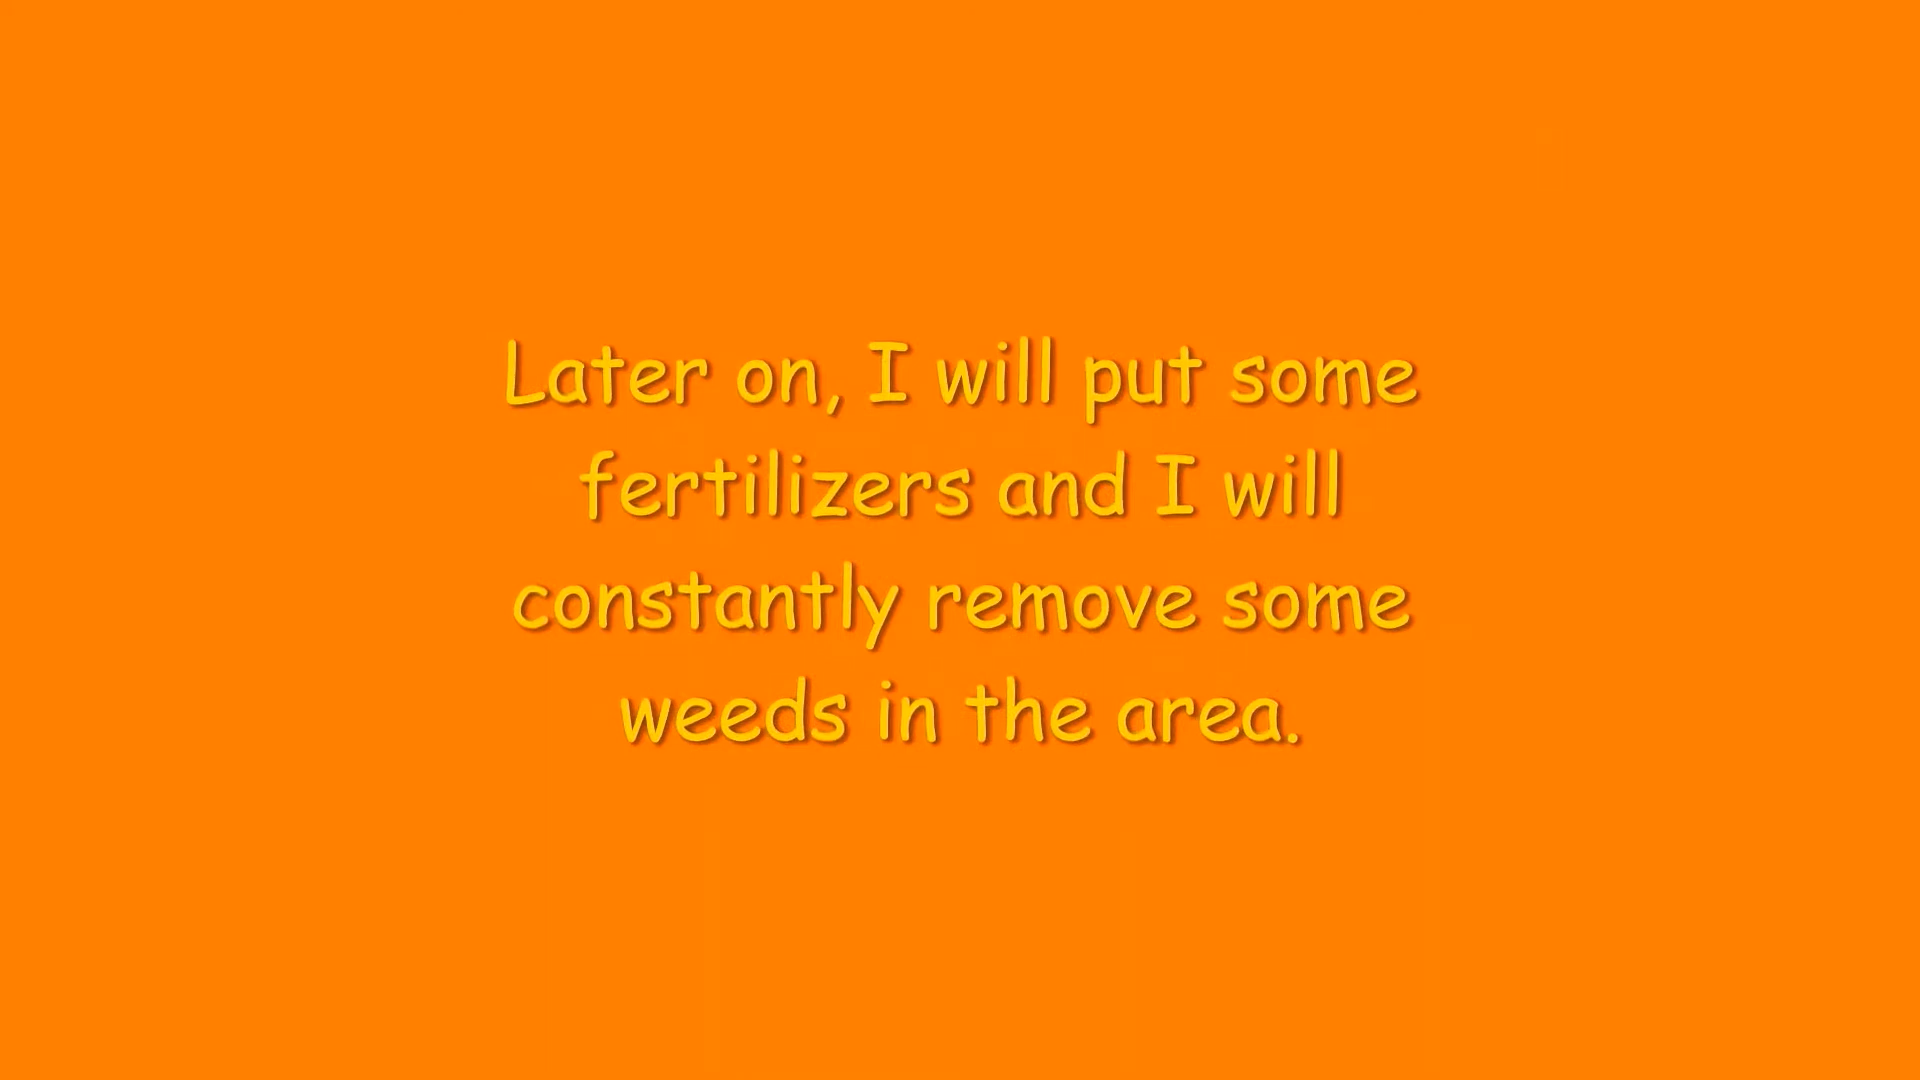 Later on, I will put some
fertilizers and I will
constantly remove some
weeds in the area.